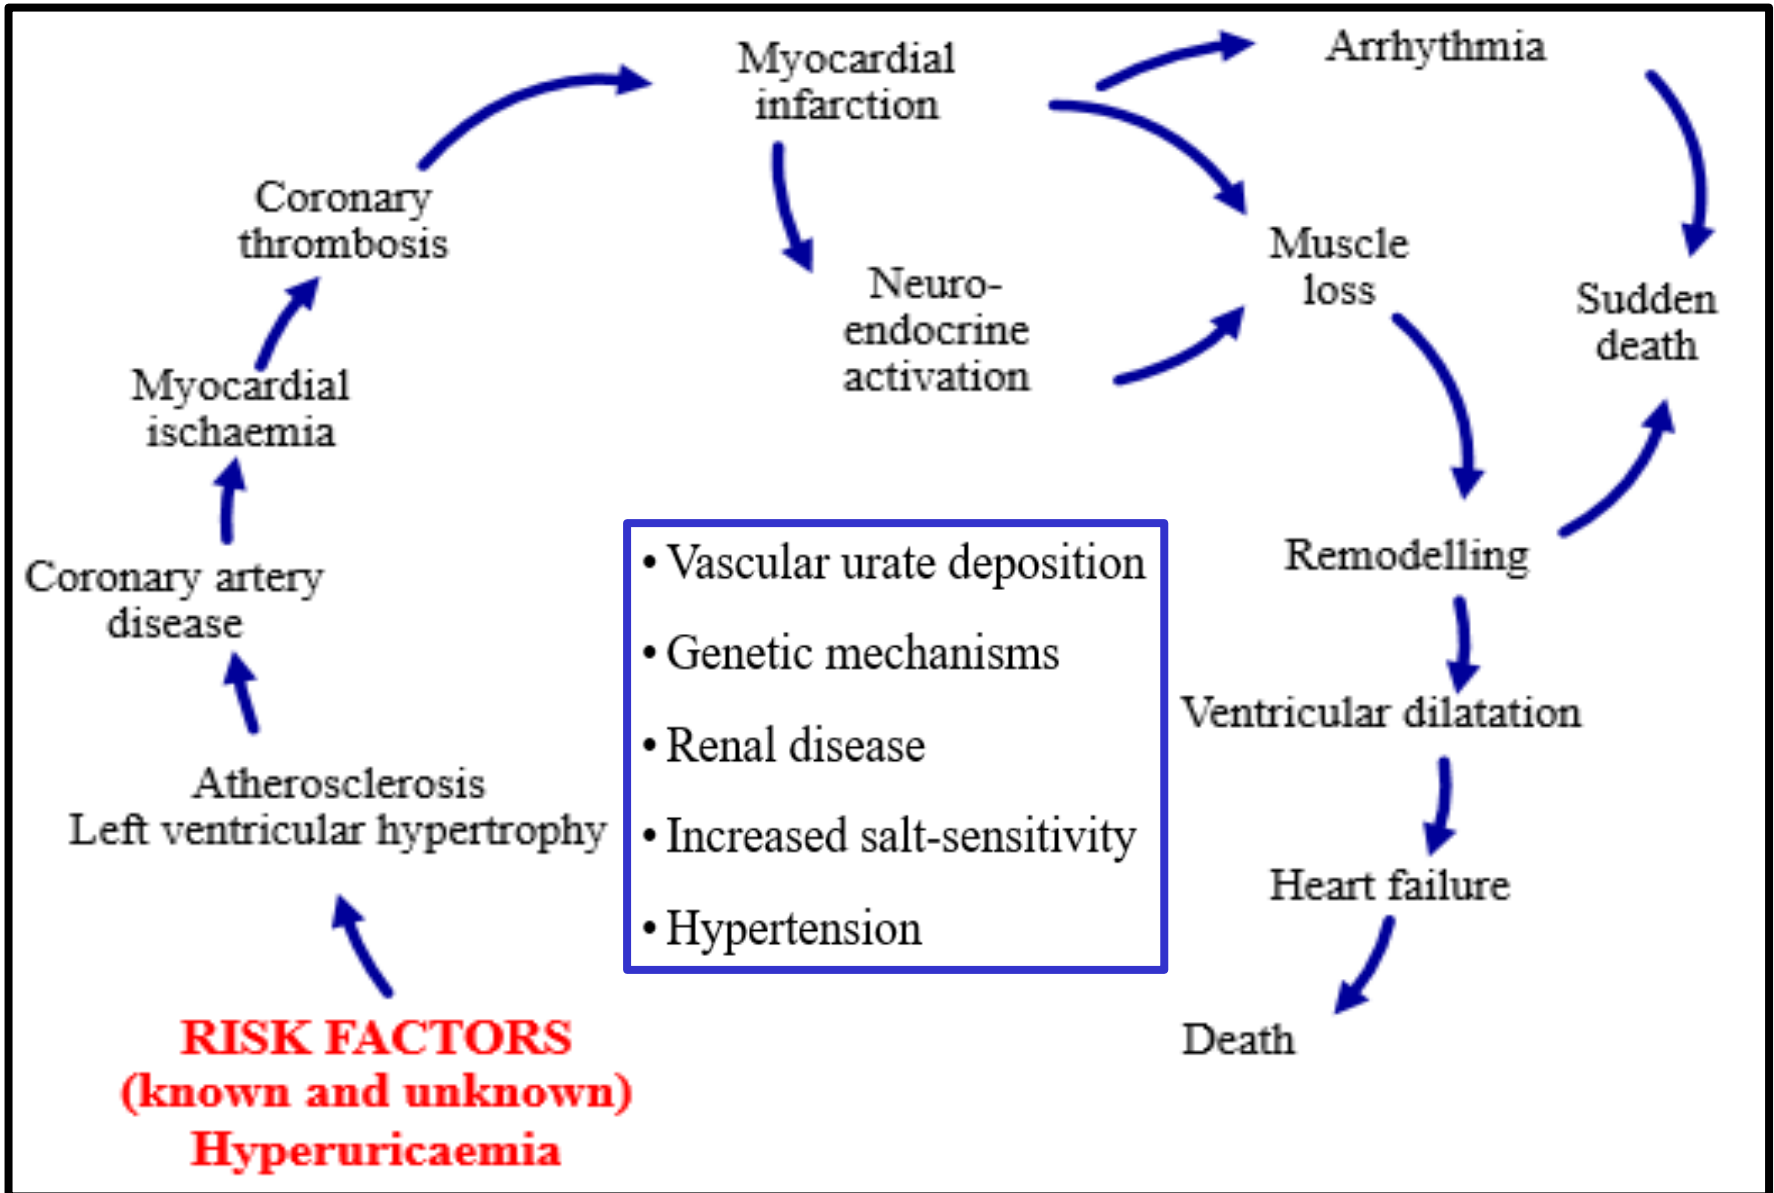 Myocardial
infarction
Arrhythmia
Coronary
thrombosis
Muscle
loss
Neuro-
endocrine
activation
Sudden
death
Myocardial
ischaemia
Coronary artery
disease
• Vascular urate deposition
• Genetic mechanisms
• Renal disease
• Increased salt-sensitivity
• Hypertension
Remodelling
Ventricular dilatation
Atherosclerosis
Left ventricular hypertrophy
Heart failure
Death
RISK FACTORS
(known and unknown)
Hyperuricaemia